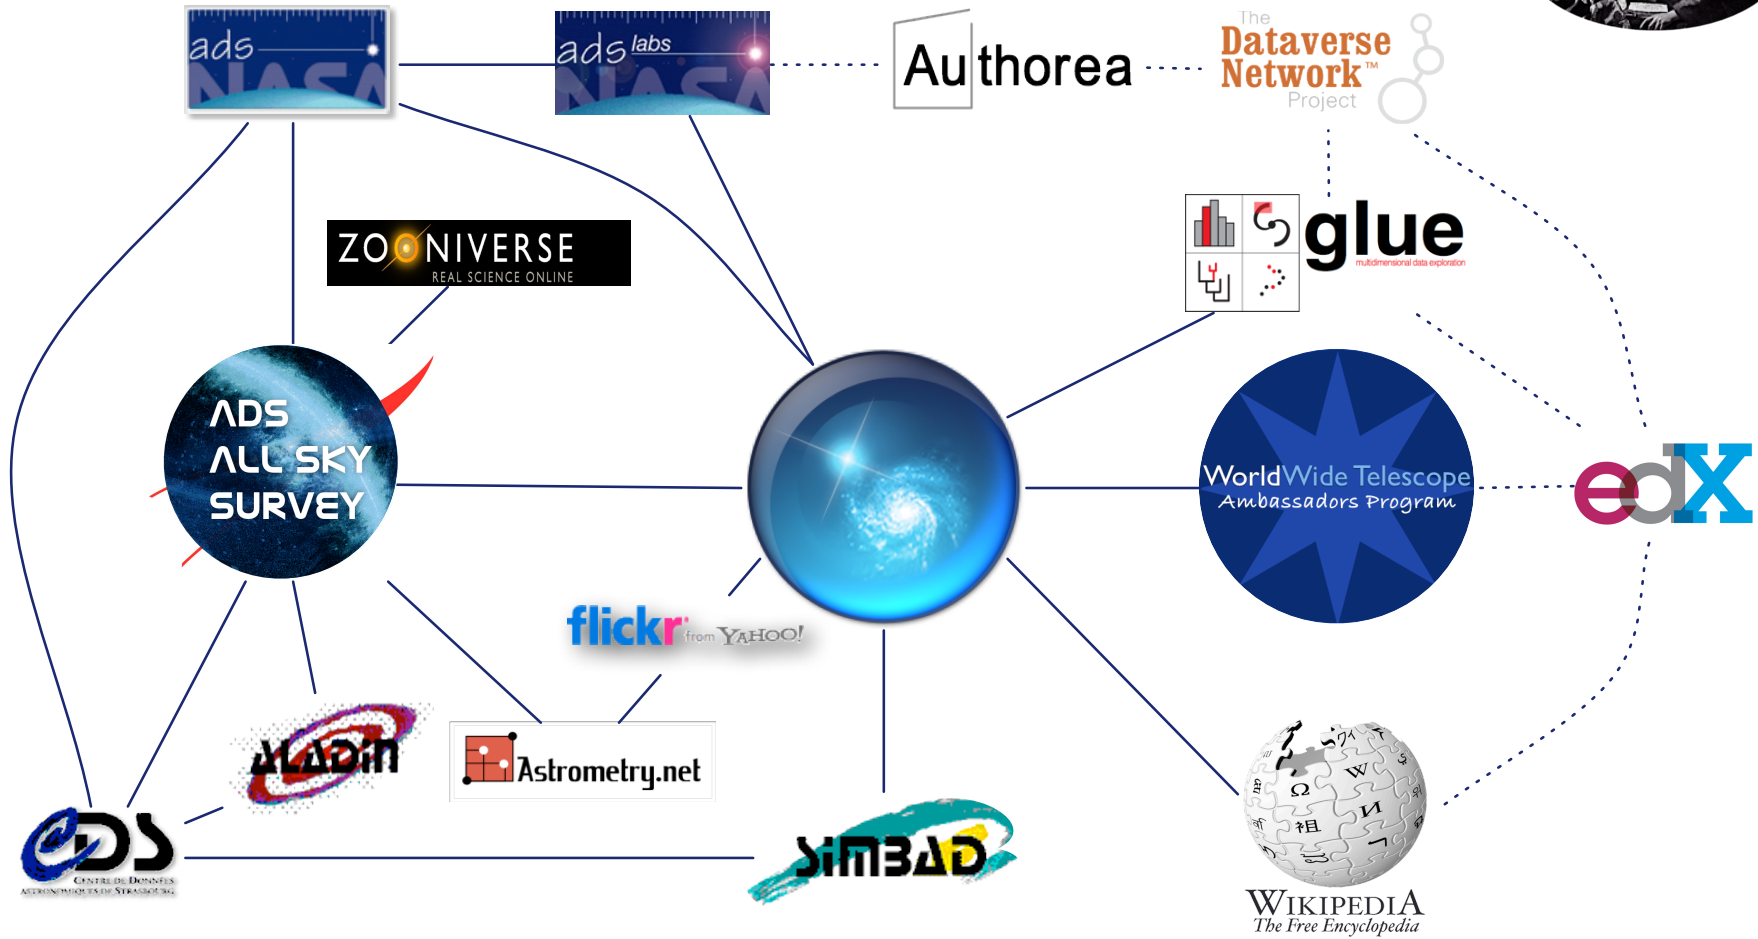 ads
NASA
ads labs
NASA
Authorea
The
Dataverse
Network™
Project
ZOONIVERSE
REAL SCIENCE ONLINE
glue
multidimensional data exploration
ADS
ALL SKY
SURVEY
WorldWide Telescope
Ambassadors Program
edX
flickr from YAHOO!
ALADiN
Astrometry.net
CDS
CENTRE DE DONNÉES
ASTRONOMIQUES DE STRASBOURG
SiMBAD
Ω
W
И
祖
WIKIPEDIA
The Free Encyclopedia